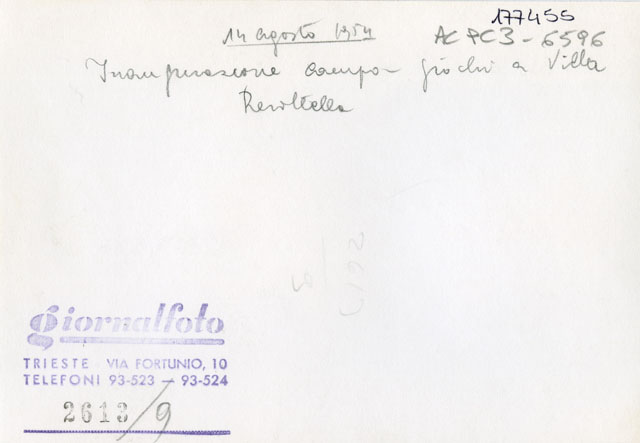 177455
14 agosto 1954
ACPC3-6596
Inaugurazione campo giochi a Villa
Revoltella
giornalfoto
TRIESTE - VIA FORTUNIO, 10
TELEFONI 93-523 - 93-524
2613/9